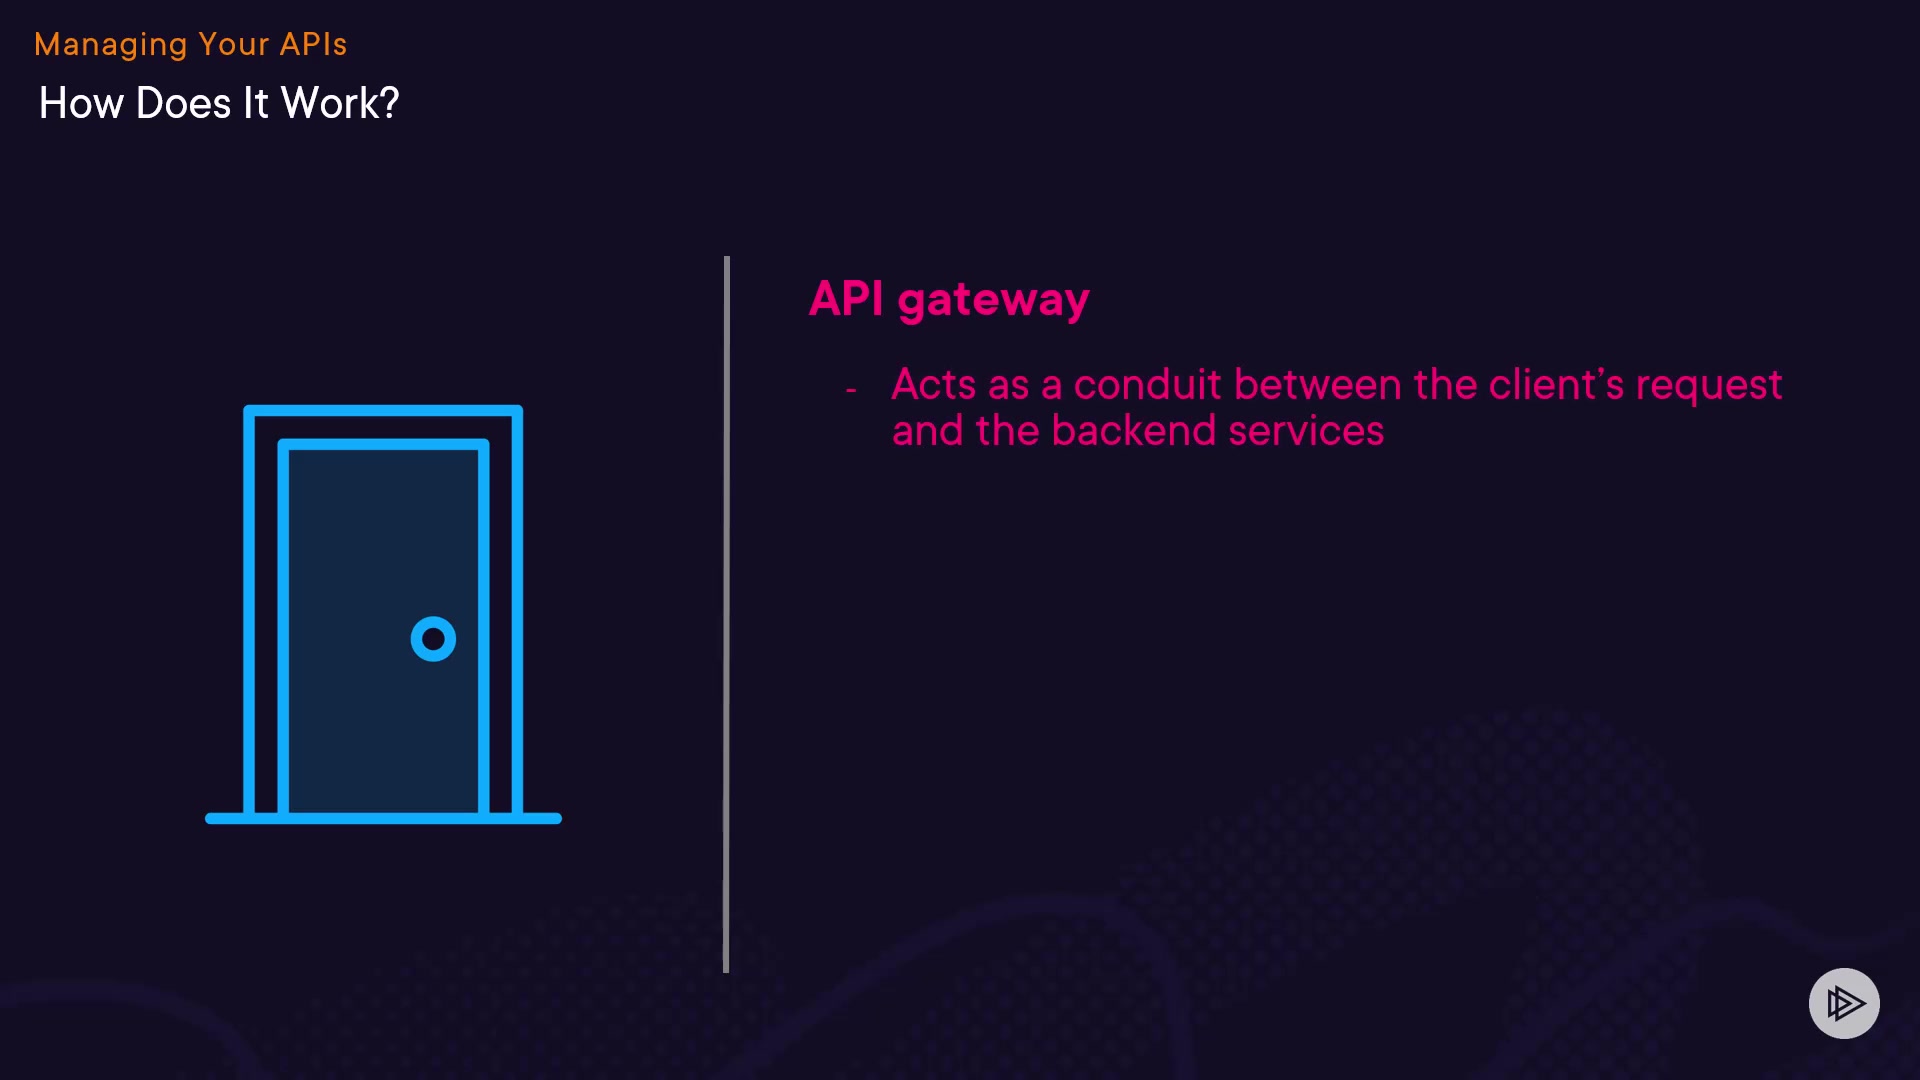 Managing Your APIs
How Does It Work?
API gateway
- Acts as a conduit between the client’s request
and the backend services